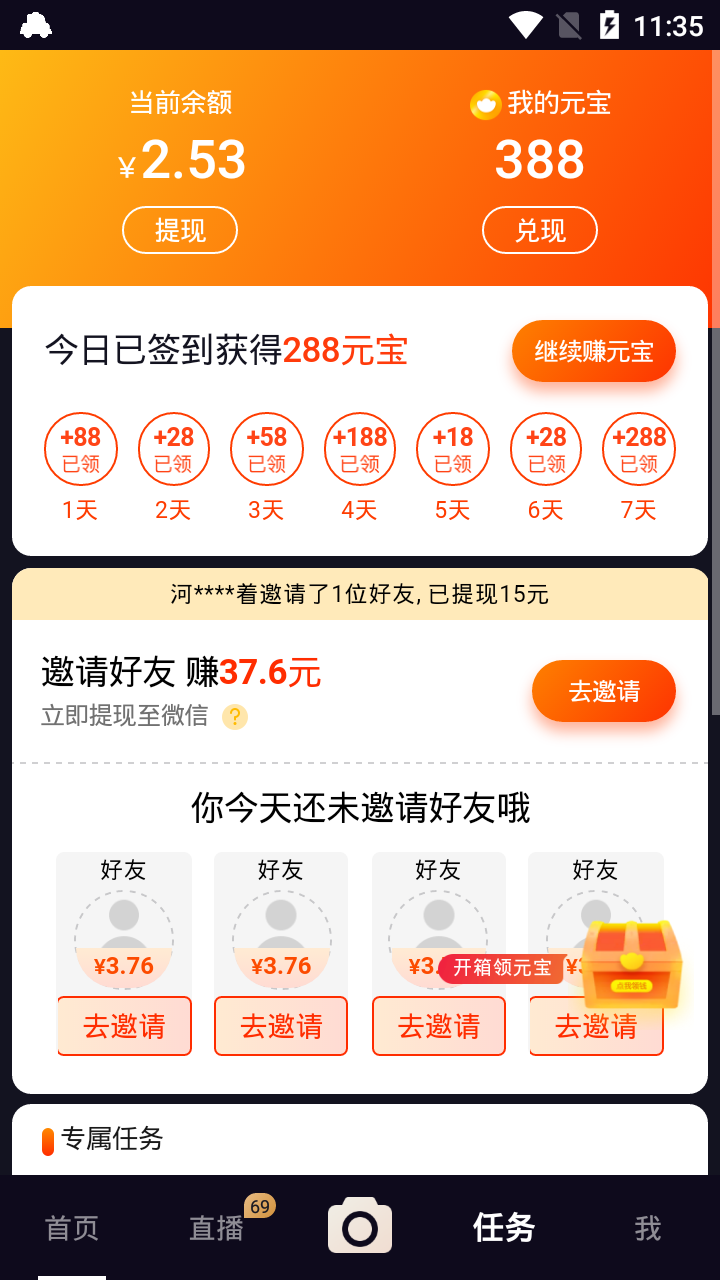 11:35
当前余额
我的元宝
¥2.53
388
提现
兑现
今日已签到获得288元宝
继续赚元宝
+88 +28 +58 +188 +18 +28 +288
已领 已领 已领 已领 已领 已领 已领
1天 2天 3天 4天 5天 6天 7天
河****着邀请了1位好友, 已提现15元
邀请好友 赚37.6元
去邀请
立即提现至微信 ?
你今天还未邀请好友哦
好友 好友 好友 好友
¥3.76 ¥3.76 ¥3. ¥3
开箱领元宝
点我领钱
去邀请 去邀请 去邀请 去邀请
专属任务
首页 直播 69 任务 我